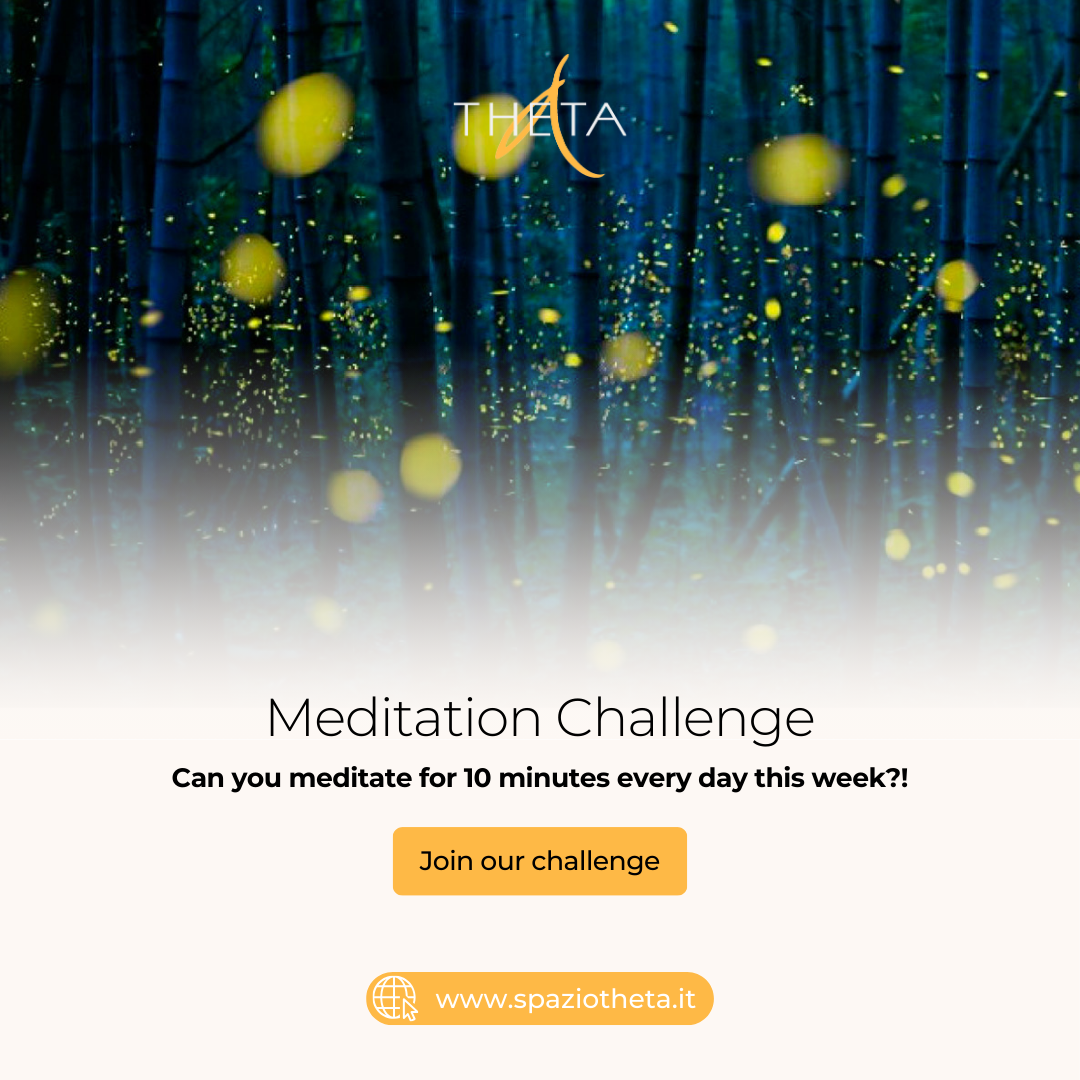 THETA
Meditation Challenge
Can you meditate for 10 minutes every day this week?!
Join our challenge
www.spaziotheta.it